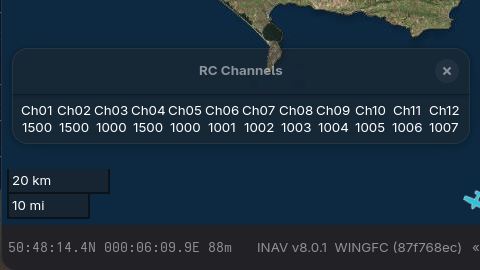 RC Channels ×
Ch01 Ch02 Ch03 Ch04 Ch05 Ch06 Ch07 Ch08 Ch09 Ch10 Ch11 Ch12
1500 1500 1000 1500 1000 1001 1002 1003 1004 1005 1006 1007
20 km
10 mi
50:48:14.4N 000:06:09.9E 88m INAV v8.0.1 WINGFC (87f768ec) «